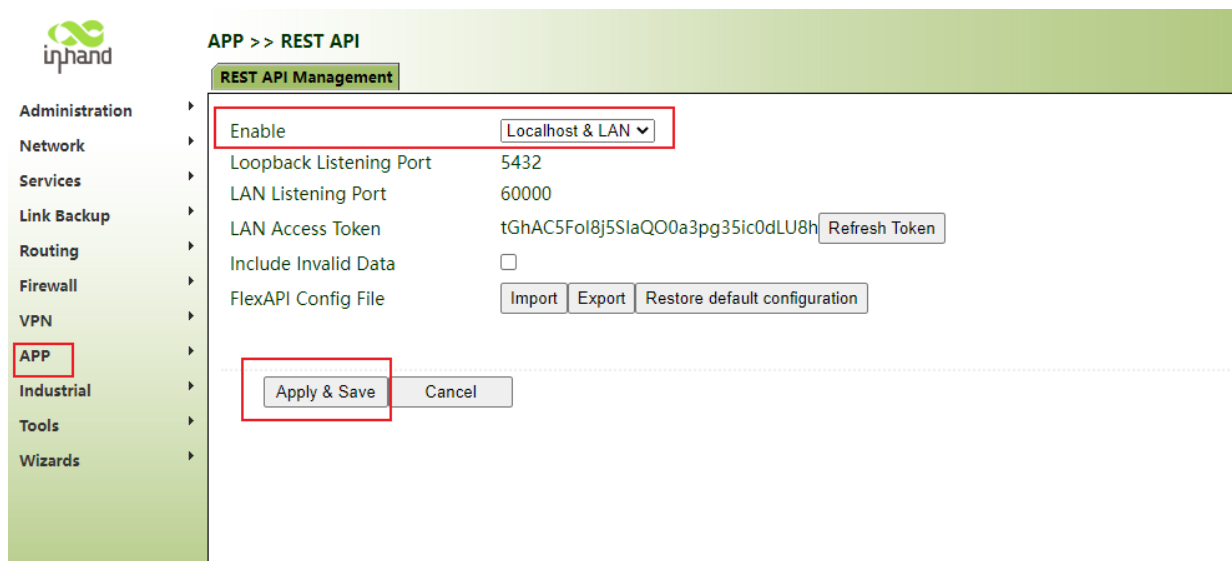 inhand
APP >> REST API
REST API Management
Administration
Network
Services
Link Backup
Routing
Firewall
VPN
APP
Industrial
Tools
Wizards
Enable Localhost & LAN
Loopback Listening Port 5432
LAN Listening Port 60000
LAN Access Token tGhAC5FoI8j5SIaQO0a3pg35ic0dLU8h Refresh Token
Include Invalid Data
FlexAPI Config File Import Export Restore default configuration
Apply & Save Cancel